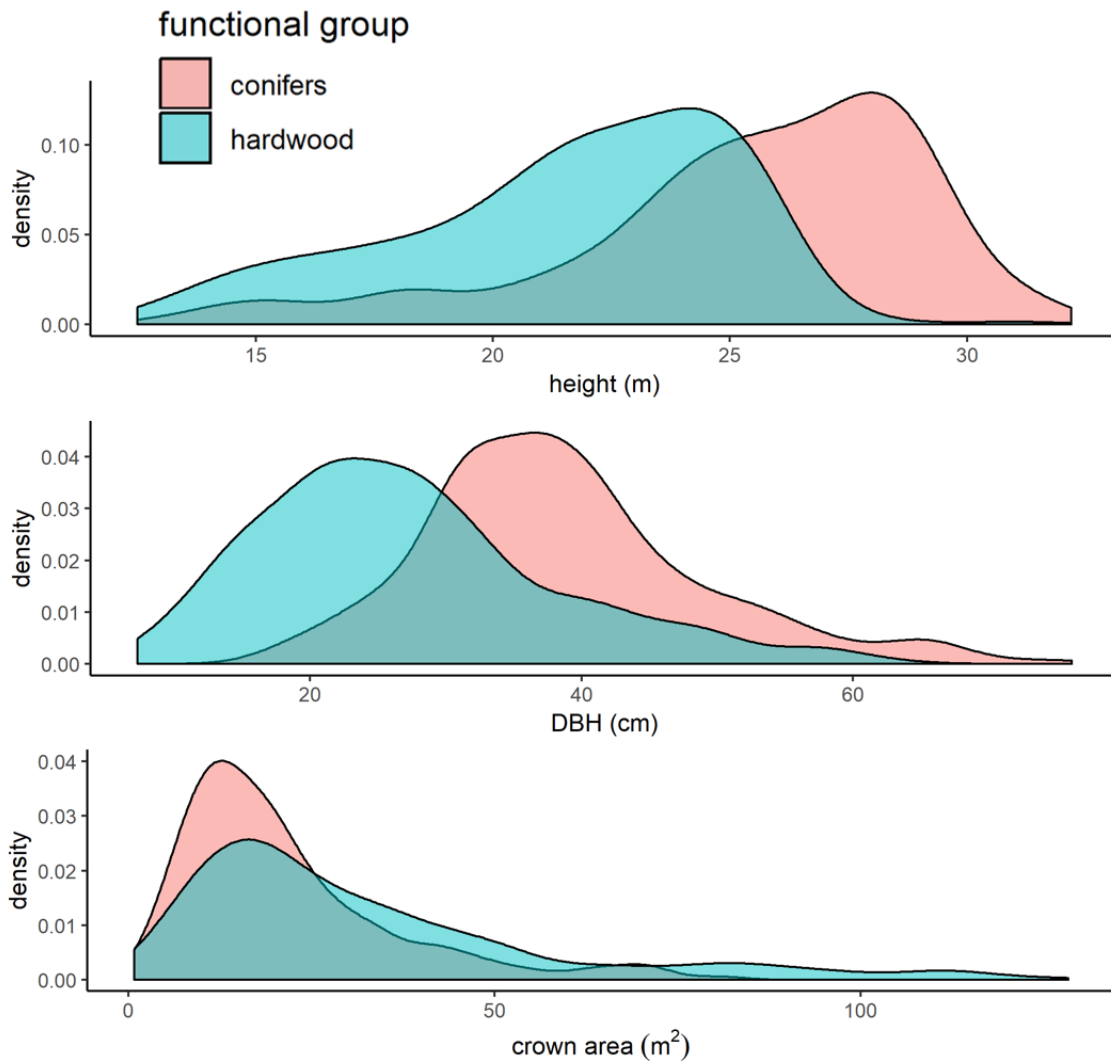 functional group
conifers
hardwood
0.10
0.05
0.00
density
15 20 25 30
height (m)
0.04
0.03
0.02
0.01
0.00
density
20 40 60
DBH (cm)
0.04
0.03
0.02
0.01
0.00
density
0 50 100
crown area (m²)